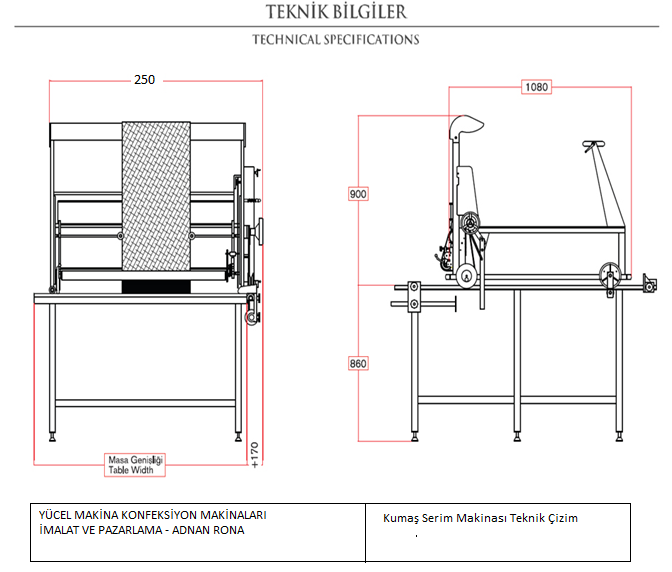 TEKNİK BİLGİLER
TECHNICAL SPECIFICATIONS
250
1080
900
860
Masa Genişliği
Table Width
+170
YÜCEL MAKİNA KONFEKSİYON MAKİNALARI
İMALAT VE PAZARLAMA - ADNAN RONA
Kumaş Serim Makinası Teknik Çizim